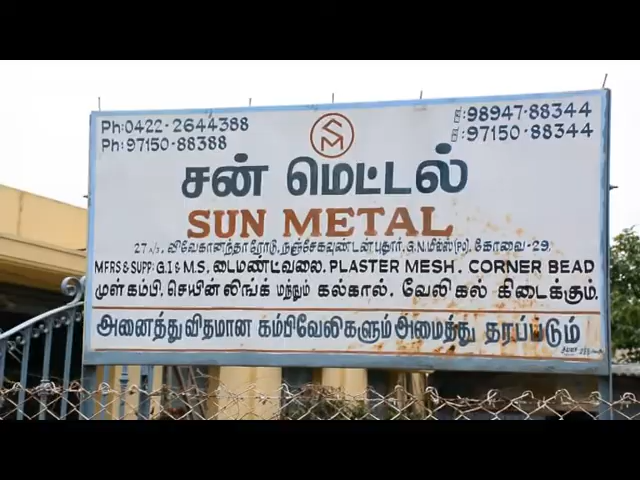 Ph:0422-2644388
Ph:97150-88388
SM
98947-88344
97150-88344
சன் மெட்டல்
SUN METAL
27 விவேகானந்தா ரோடு, நஞ்சேகவுண்டன்புதூர், G.N.மில்ஸ்(PO), கோவை-29.
MFRS & SUPP: G.I & M.S, டைமண்ட்வலை. PLASTER MESH. CORNER BEAD
முள்கம்பி. செயின்லிங்க் மற்றும் கல்கால். வேலிகல் கிடைக்கும்.
அனைத்துவிதமான கம்பிவேலிகளும் அமைத்து தரப்படும்